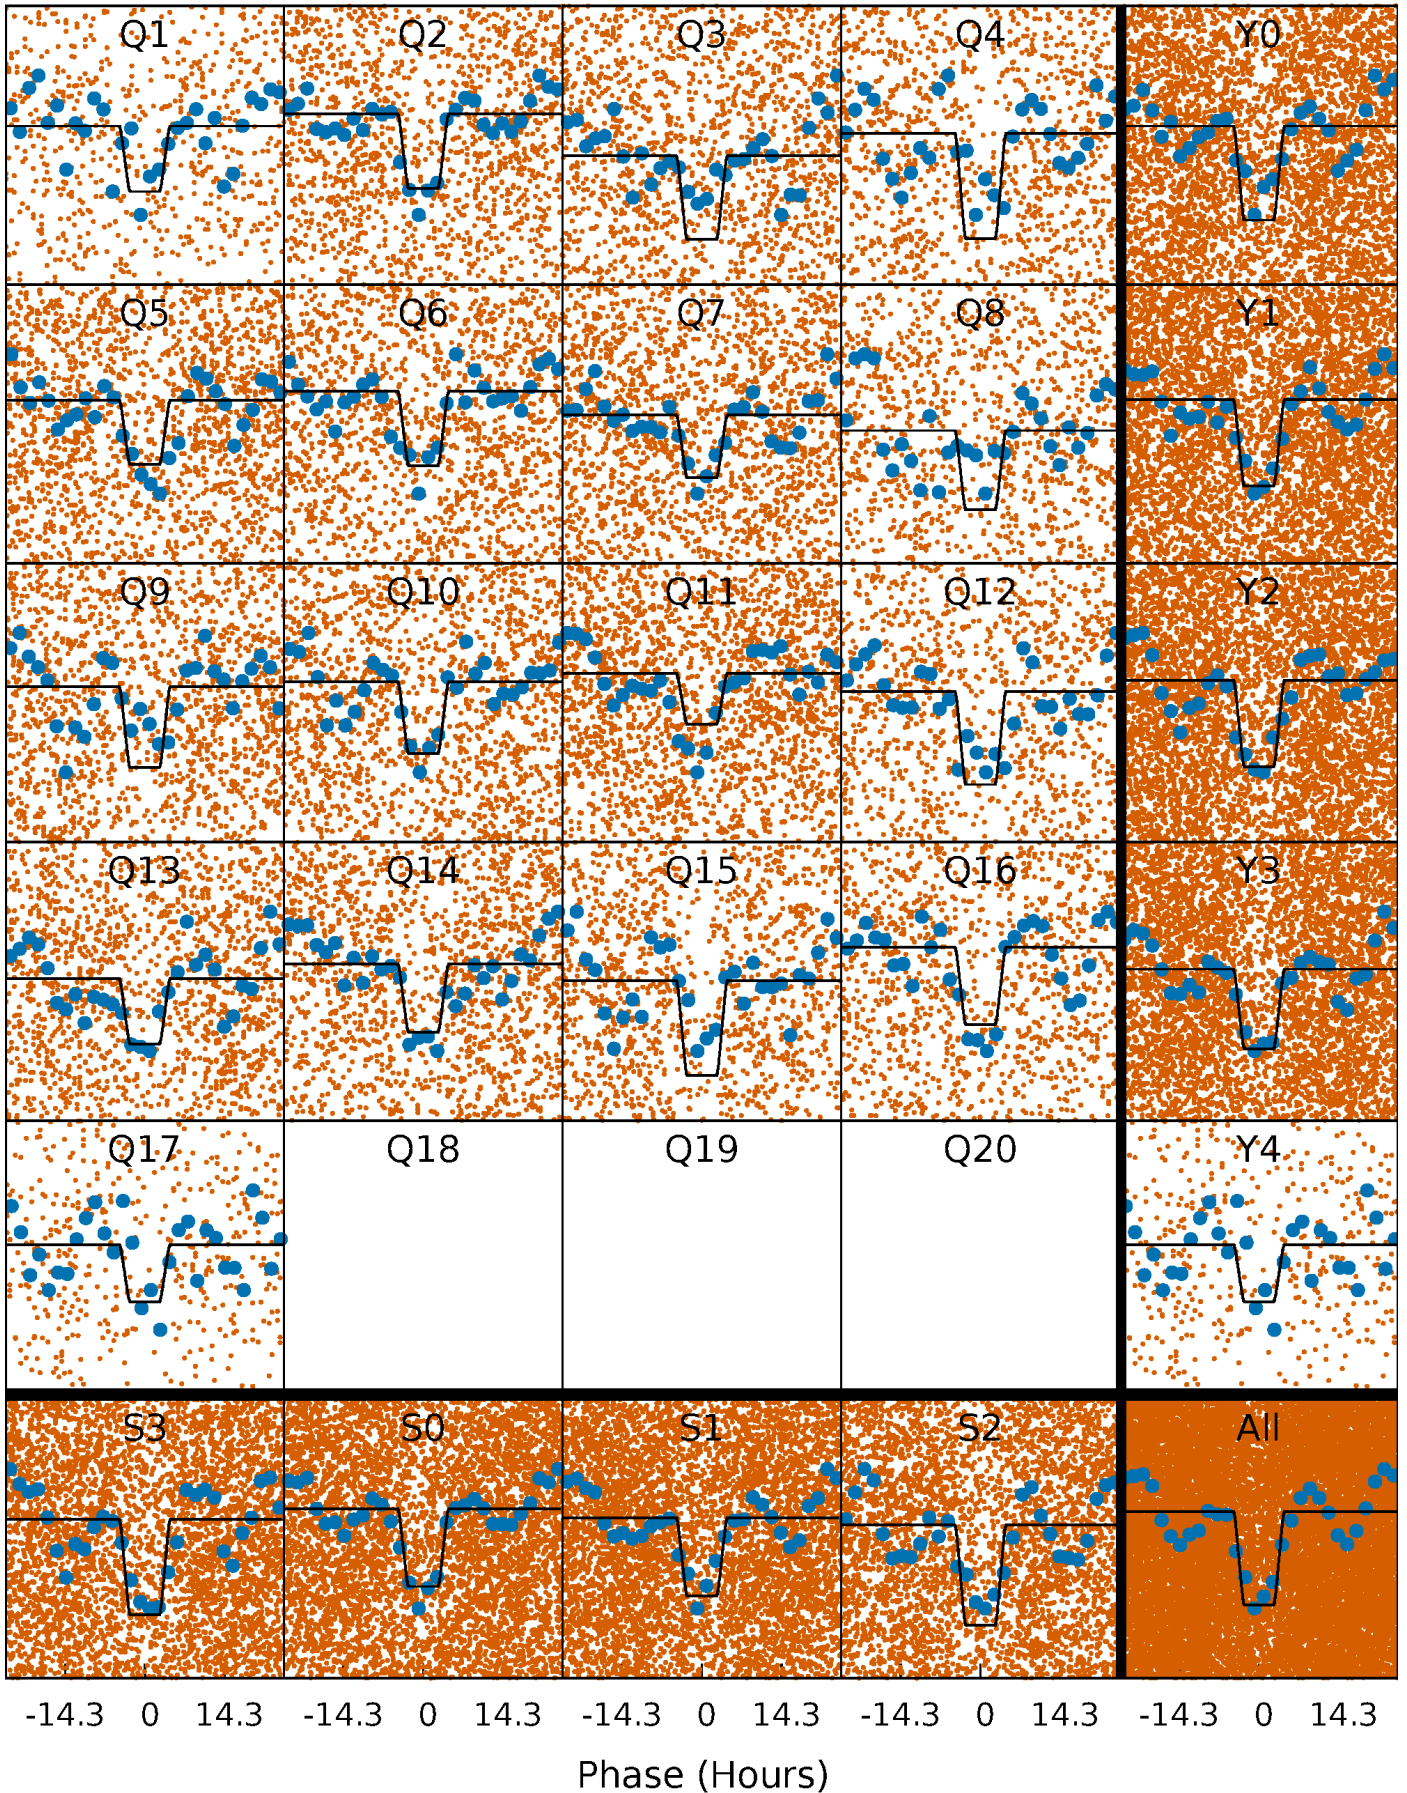 Q1 Q2 Q3 Q4 Y0
Q5 Q6 Q7 Q8 Y1
Q9 Q10 Q11 Q12 Y2
Q13 Q14 Q15 Q16 Y3
Q17 Q18 Q19 Q20 Y4
S3 S0 S1 S2 All
-14.3 0 14.3 -14.3 0 14.3 -14.3 0 14.3 -14.3 0 14.3 -14.3 0 14.3
Phase (Hours)